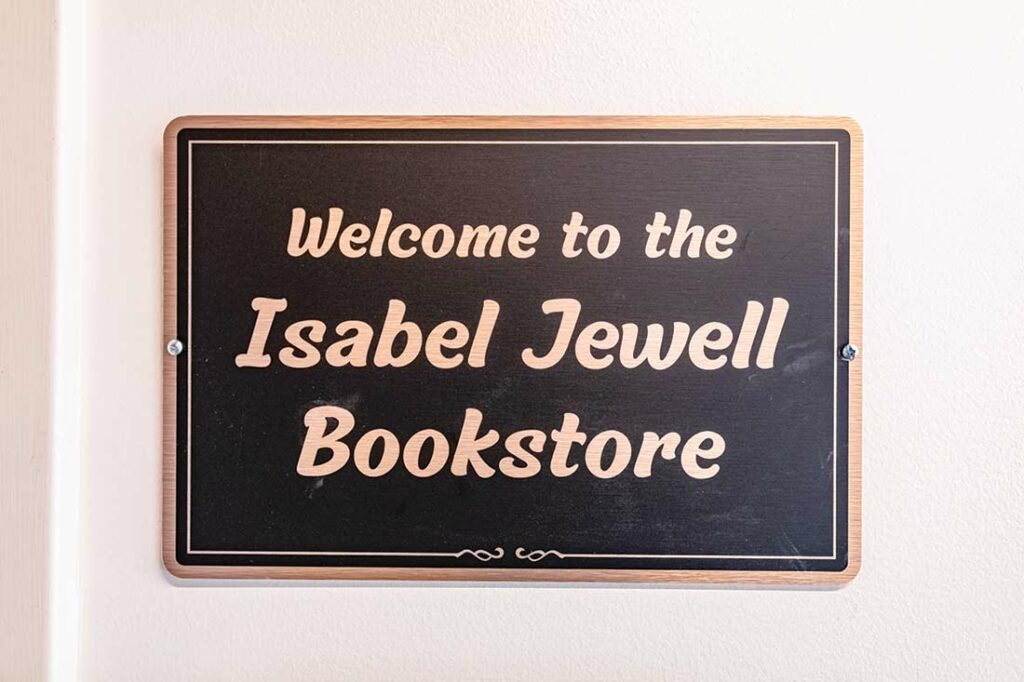 Welcome to the
Isabel Jewell
Bookstore